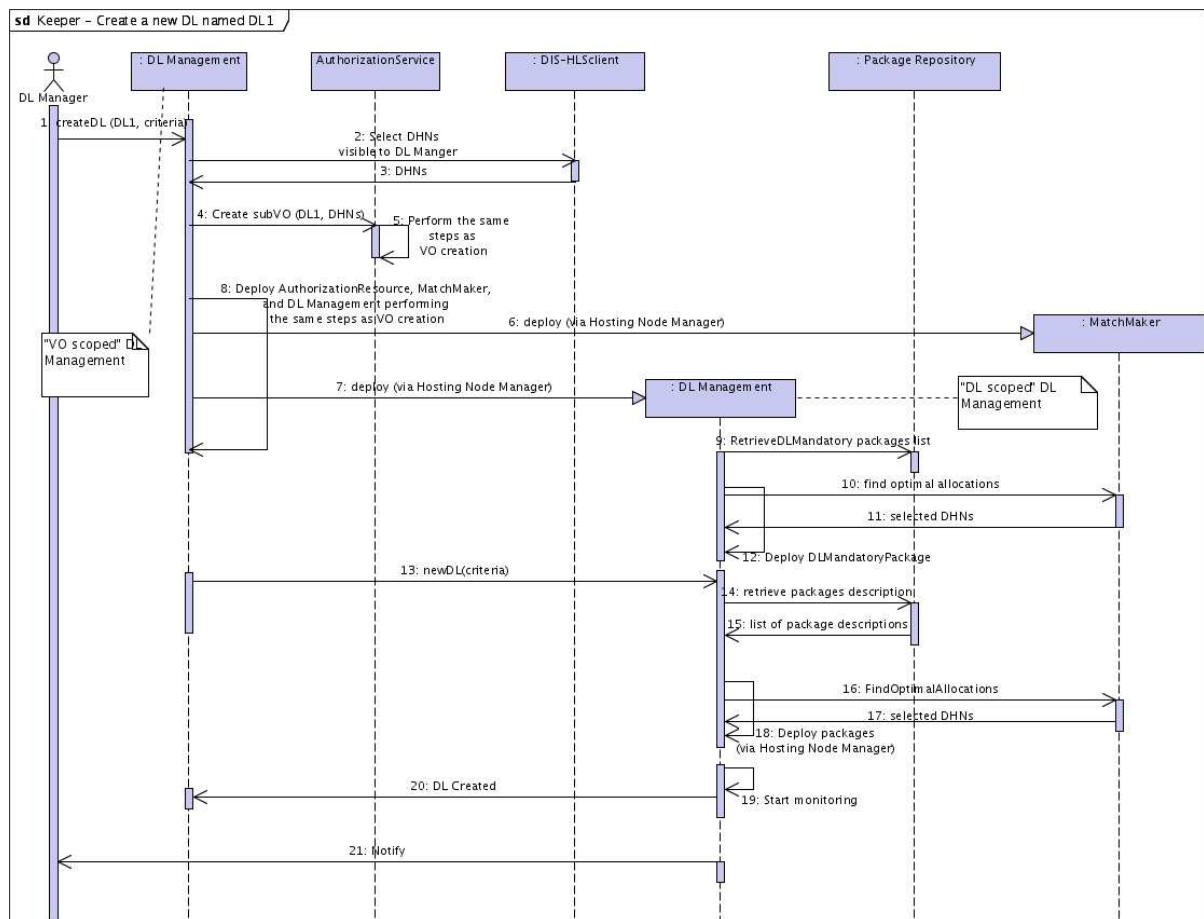 sd Keeper – Create a new DL named DL1
: DL Management
AuthorizationService
: DIS-HLSclient
: Package Repository
DL Manager
1: createDL (DL1, criteria)
2: Select DHNs
visible to DL Manger
3: DHNs
4: Create subVO (DL1, DHNs)
5: Perform the same
steps as
VO creation
8: Deploy AuthorizationResource, MatchMaker,
and DL Management performing
the same steps as VO creation
6: deploy (via Hosting Node Manager)
: MatchMaker
"VO scoped" DL
Management
7: deploy (via Hosting Node Manager)
: DL Management
"DL scoped" DL
Management
9: RetrieveDLMandatory packages list
10: find optimal allocations
11: selected DHNs
12: Deploy DLMandatoryPackage
13: newDL(criteria)
14: retrieve packages description
15: list of package descriptions
16: FindOptimalAllocations
17: selected DHNs
18: Deploy packages
(via Hosting Node Manager)
20: DL Created
19: Start monitoring
21: Notify